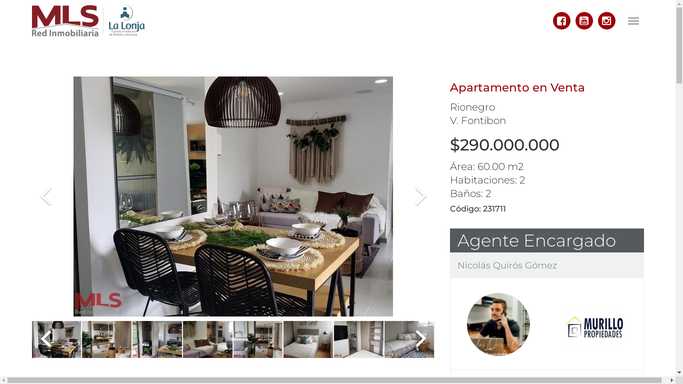 MLS
Red Inmobiliaria
La Lonja
Apartamento en Venta
Rionegro
V. Fontibon
$290.000.000
Área: 60.00 m2
Habitaciones: 2
Baños: 2
Código: 231711
Agente Encargado
Nicolás Quirós Gómez
MLS
MURILLO
PROPIEDADES